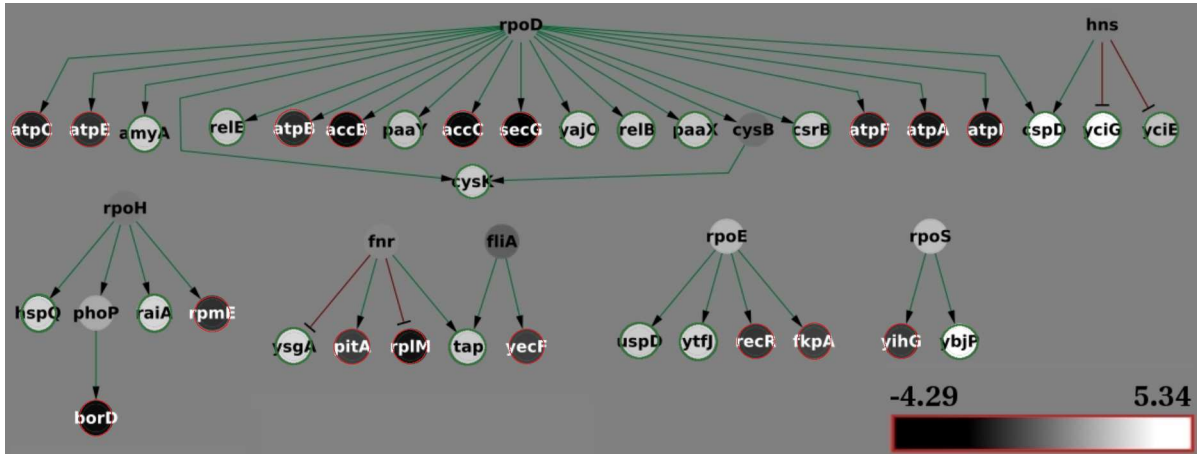 rpoD hns
atpC atpE amyA relE atpB accB paaY accC secG yajC relB paaX cysB csrB atpF atpA atpI cspD yciG yciE
cysK
rpoH
fnr fliA rpoE rpoS
hspQ phoP raiA rpmE
ysgA pitA rplM tap yecF uspD ytfJ recR fkpA yihG ybjP
-4.29 5.34
borD